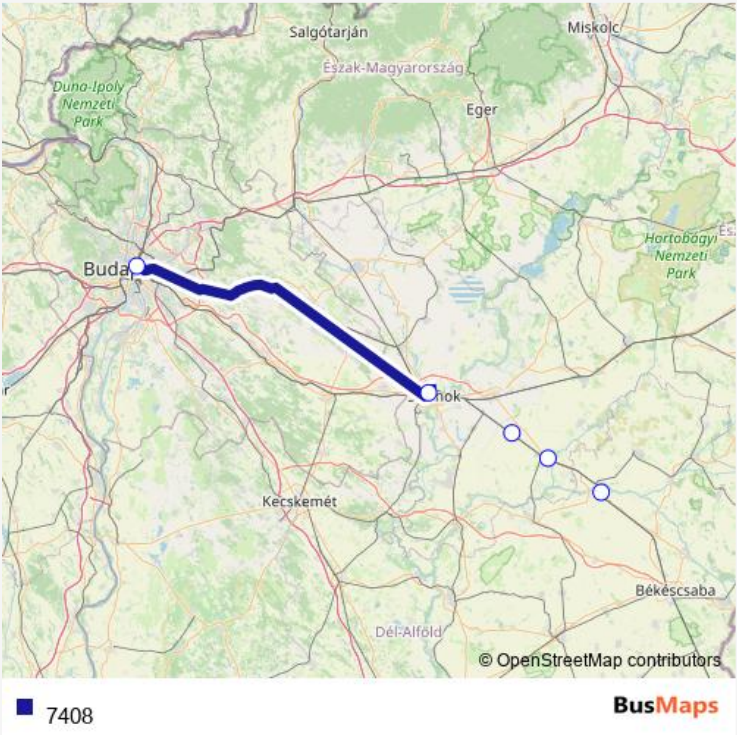 Salgótarján
Miskolc
Észak-Magyarország
Duna-Ipoly
Nemzeti
Park
Eger
Hortobágyi
Nemzeti
Park
És
Kecskemét
Békéscsaba
Dél-Alföld
© OpenStreetMap contributors
7408
BusMaps